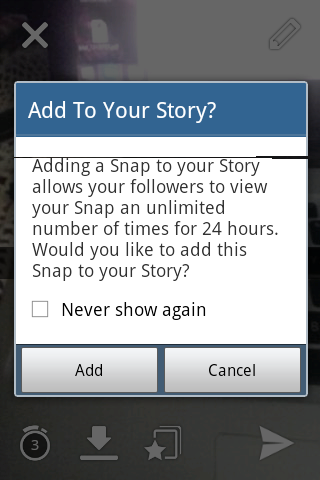 Add To Your Story?
Adding a Snap to your Story
allows your followers to view
your Snap an unlimited
number of times for 24 hours.
Would you like to add this
Snap to your Story?
Never show again
Add
Cancel
3